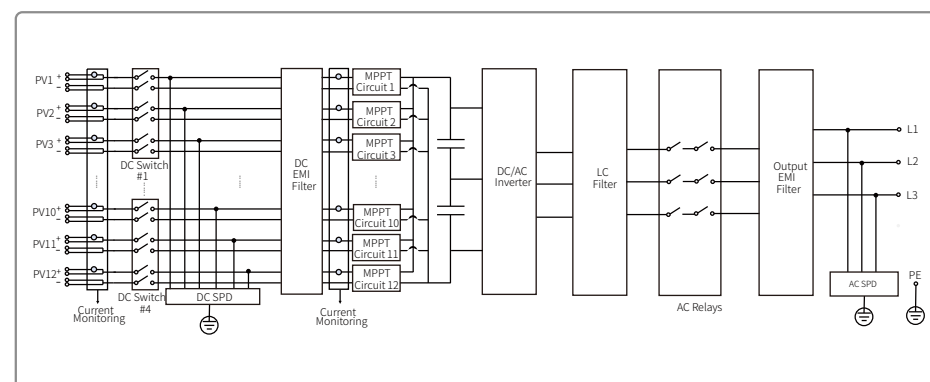 PV1 +
−
PV2 +
−
PV3 +
−
DC Switch
#1
PV10 +
−
PV11 +
−
PV12 +
−
Current
Monitoring
DC Switch
#4
DC SPD
DC
EMI
Filter
Current
Monitoring
MPPT
Circuit 1
MPPT
Circuit 2
MPPT
Circuit 3
MPPT
Circuit 10
MPPT
Circuit 11
MPPT
Circuit 12
DC/AC
Inverter
LC
Filter
AC Relays
Output
EMI
Filter
L1
L2
L3
AC SPD
PE